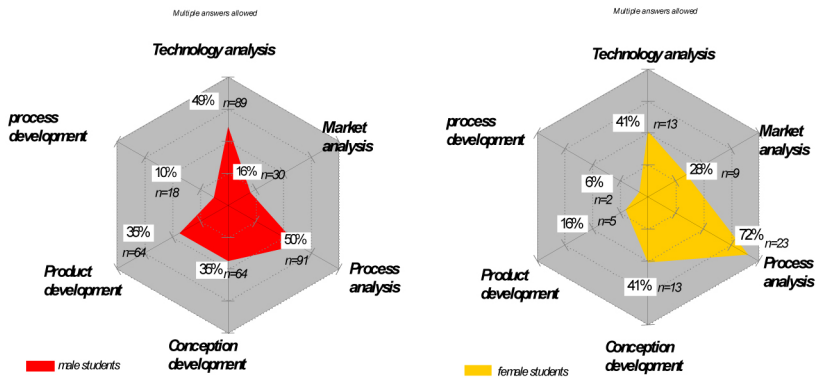 Multiple answers allowed
Technology analysis
49%
n=89
process
development
Market
analysis
10%
n=18
16%
n=30
35%
n=64
50%
n=91
35%
n=64
Product
development
Process
analysis
Conception
development
male students
Multiple answers allowed
Technology analysis
41%
n=13
process
development
Market
analysis
28%
n=9
6%
n=2
16%
n=5
72%
n=23
Product
development
Process
analysis
41%
n=13
Conception
development
female students